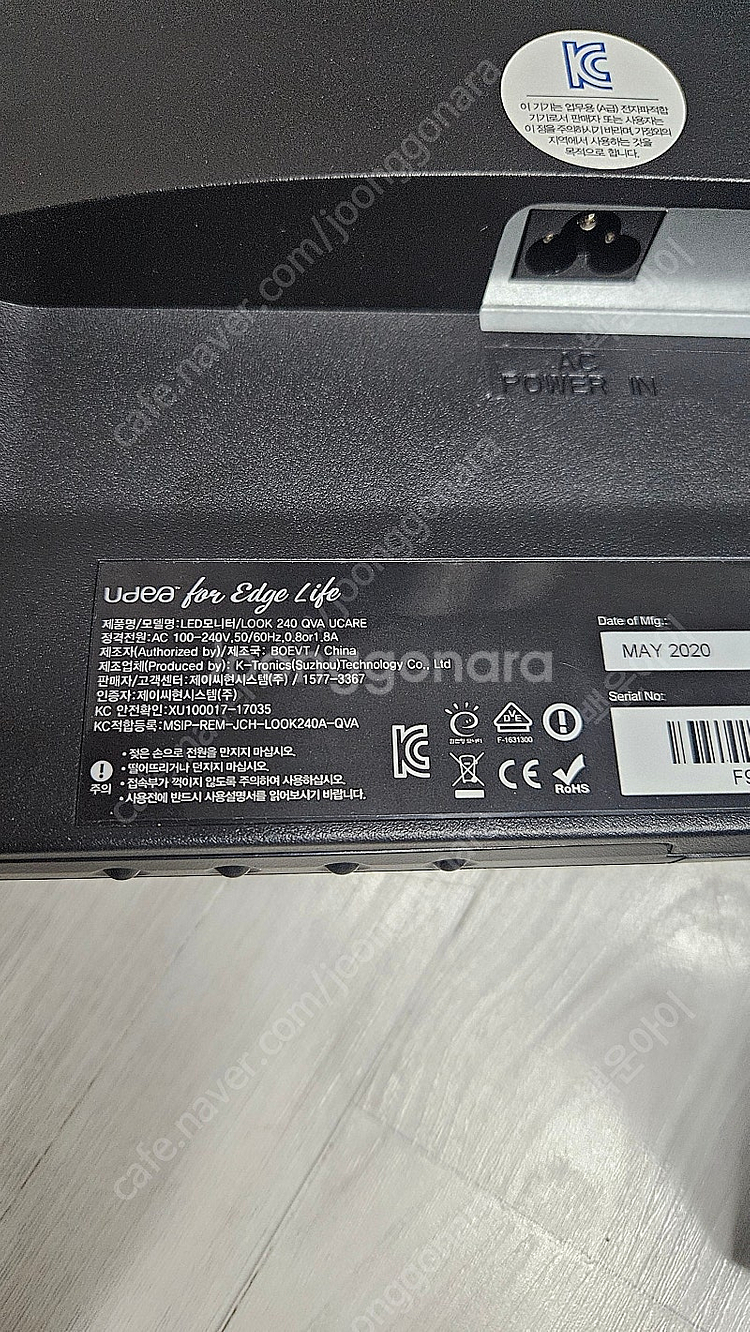 KC
이 기기는 업무용 (A급) 전자파적합
기기로서 판매자 또는 사용자는
이 점을 주의하시기 바라며, 가정외의
지역에서 사용하는 것을
목적으로 합니다.
AC
POWER IN
udea™ for Edge Life
제품명/모델명:LED모니터/LOOK 240 QVA UCARE
정격전원:AC 100-240V,50/60Hz,0.8or1.8A
제조자(Authorized by)/제조국: BOEVT / China
제조업체(Produced by): K-Tronics(Suzhou)Technology Co., Ltd
판매자/고객센터:제이씨현시스템(주) / 1577-3367
인증자:제이씨현시스템(주)
KC 안전확인:XU100017-17035
KC적합등록:MSIP-REM-JCH-LOOK240A-QVA
주의
• 젖은 손으로 전원을 만지지 마십시오.
• 떨어뜨리거나 던지지 마십시오.
• 접속부가 꺾이지 않도록 주의하여 사용하십시오.
• 사용전에 반드시 사용설명서를 읽어보시기 바랍니다.
KC
DVE
F-1631300
CE
RoHS
Date of Mfg.:
MAY 2020
Serial No:
F9
cafe.naver.com/joonggonara
joonggonara
cafe.naver.com/joonggonara